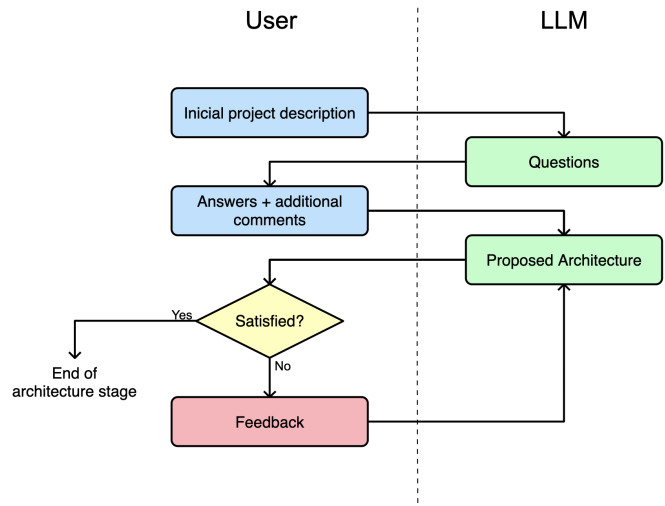 User
LLM
Inicial project description
Questions
Answers + additional
comments
Proposed Architecture
Satisfied?
Yes
No
End of
architecture stage
Feedback